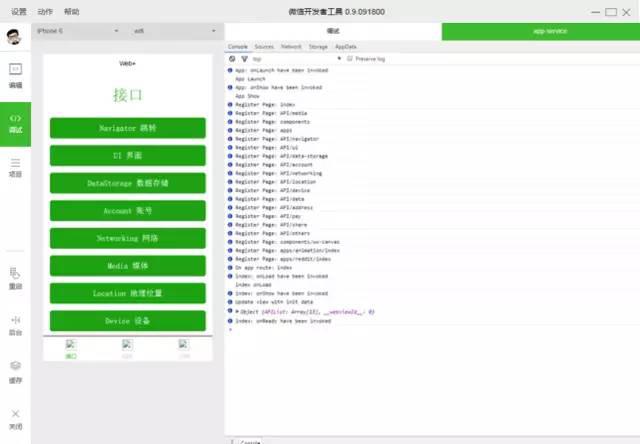 设置 动作 帮助
微信开发者工具 0.9.091800
iPhone 6
wifi
调试
app-service
编辑
调试
项目
重启
后台
缓存
关闭
Web+
接口
Navigator 跳转
UI 界面
DataStorage 数据存储
Account 账号
Networking 网络
Media 媒体
Location 地理位置
Device 设备
接口
Console Sources Network Storage AppData
top
Preserve log
App: onLaunch have been invoked
App Launch
App: onShow have been invoked
App Show
Register Page: index
Register Page: API/media
Register Page: components
Register Page: apps
Register Page: API/navigator
Register Page: API/ui
Register Page: API/data-storage
Register Page: API/account
Register Page: API/networking
Register Page: API/location
Register Page: API/device
Register Page: API/data
Register Page: API/address
Register Page: API/pay
Register Page: API/share
Register Page: API/others
Register Page: components/wx-canvas
Register Page: apps/animation/index
Register Page: apps/reddit/index
On app route: index
index: onLoad have been invoked
index onLoad
index: onShow have been invoked
Update view with init data
Object {APIList: Array[13], __webviewId__: 0}
index: onReady have been invoked
Console